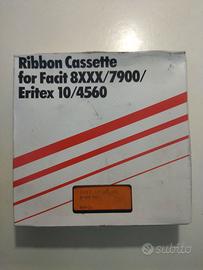 Ribbon Cassette
for Facit 8XXX/7900/
Eritex 10/4560
subito